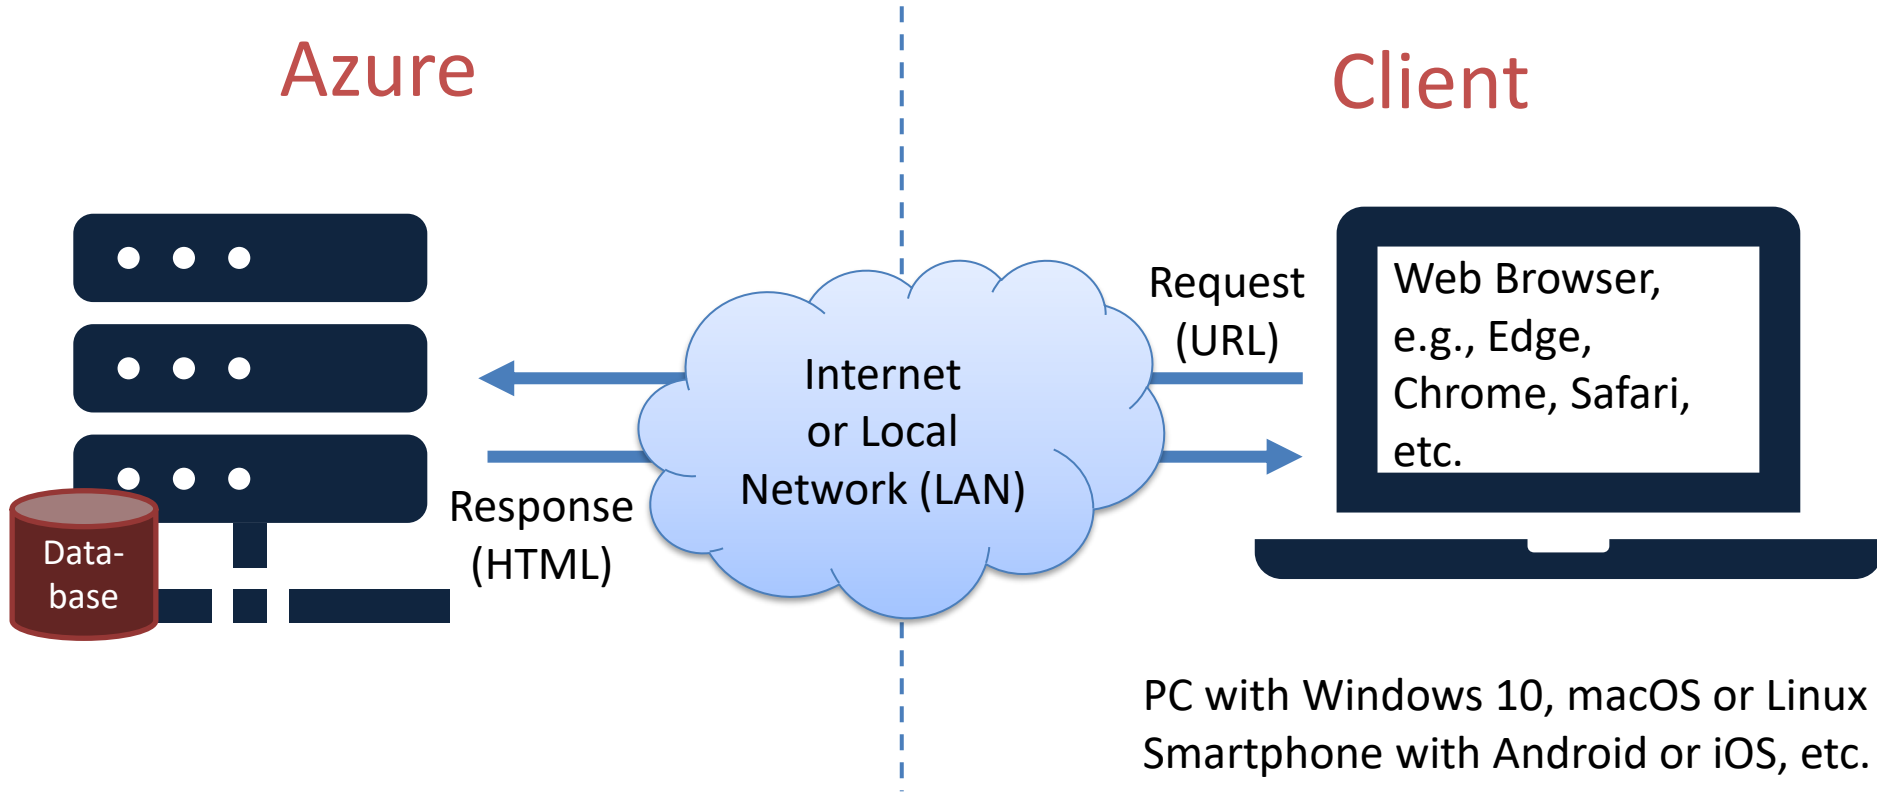 Azure
Client
Request
(URL)
Web Browser,
e.g., Edge,
Chrome, Safari,
etc.
Internet
or Local
Network (LAN)
Response
(HTML)
Data-
base
PC with Windows 10, macOS or Linux
Smartphone with Android or iOS, etc.